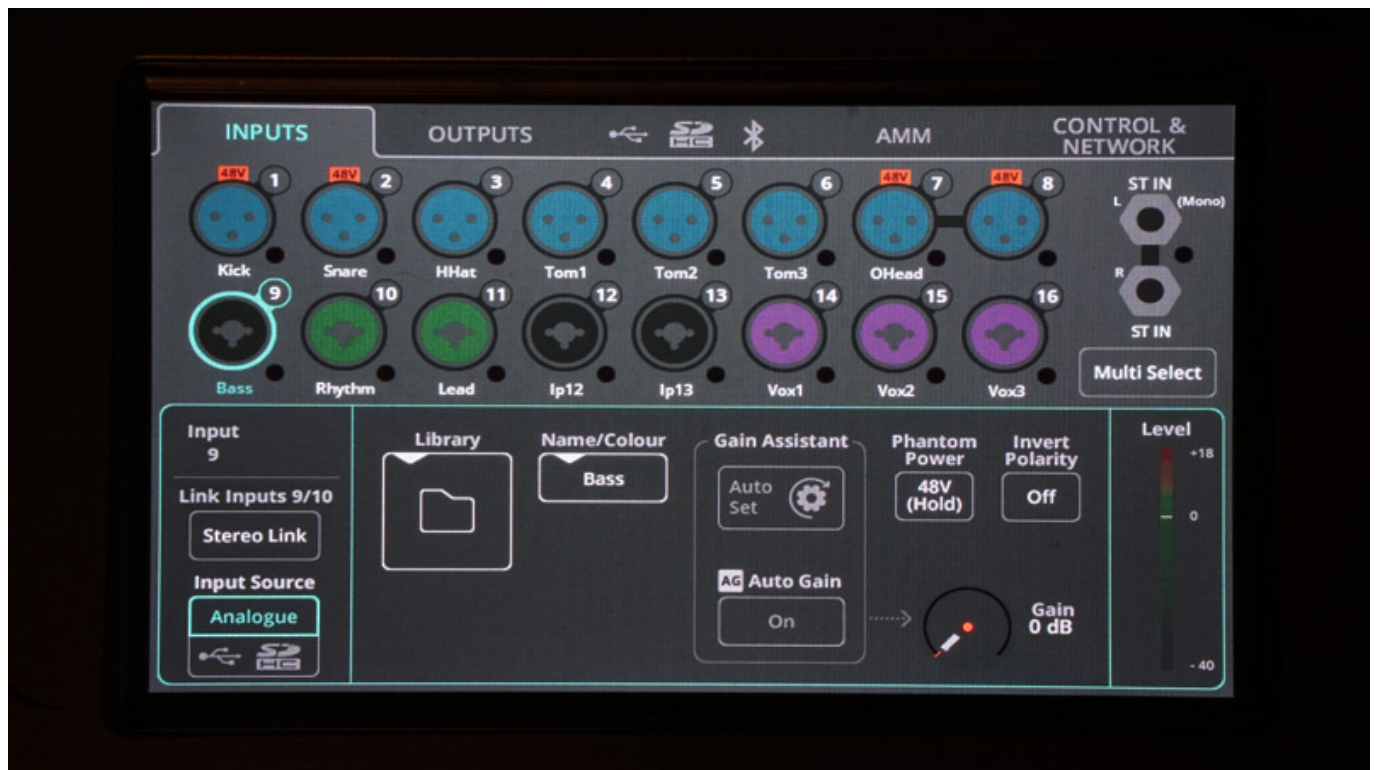 INPUTS
OUTPUTS
SD HC
AMM
CONTROL &
NETWORK
48V 1 48V 2 3 4 5 6 48V 7 48V 8
ST IN
L (Mono)
Kick Snare HHat Tom1 Tom2 Tom3 OHead
R
ST IN
9 10 11 12 13 14 15 16
Bass Rhythm Lead Ip12 Ip13 Vox1 Vox2 Vox3
Multi Select
Input
9
Link Inputs 9/10
Stereo Link
Input Source
Analogue
SD HC
Library
Name/Colour
Bass
Gain Assistant
Auto
Set
AG Auto Gain
On
Phantom
Power
48V
(Hold)
Invert
Polarity
Off
Gain
0 dB
Level
+18
0
- 40